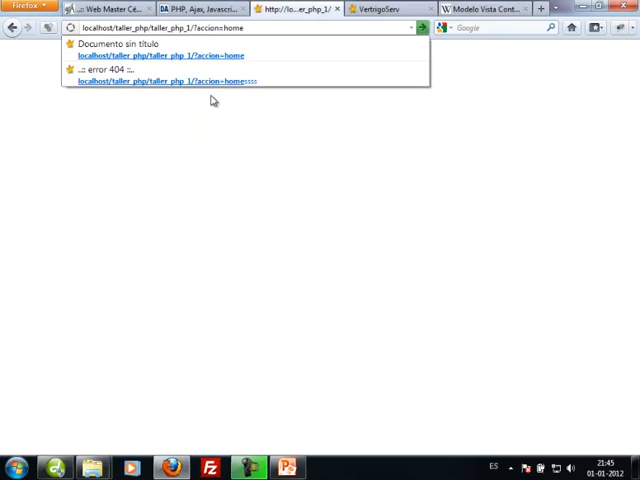 Firefox
..:: Web Master Cé...
PHP, Ajax, Javascri...
http://lo...er_php_1/
VertrigoServ
Modelo Vista Cont...
localhost/taller_php/taller_php_1/?accion=home
Google
Documento sin título
localhost/taller_php/taller_php_1/?accion=home
..:: error 404 ::..
localhost/taller_php/taller_php_1/?accion=homessss
ES
21:45
01-01-2012